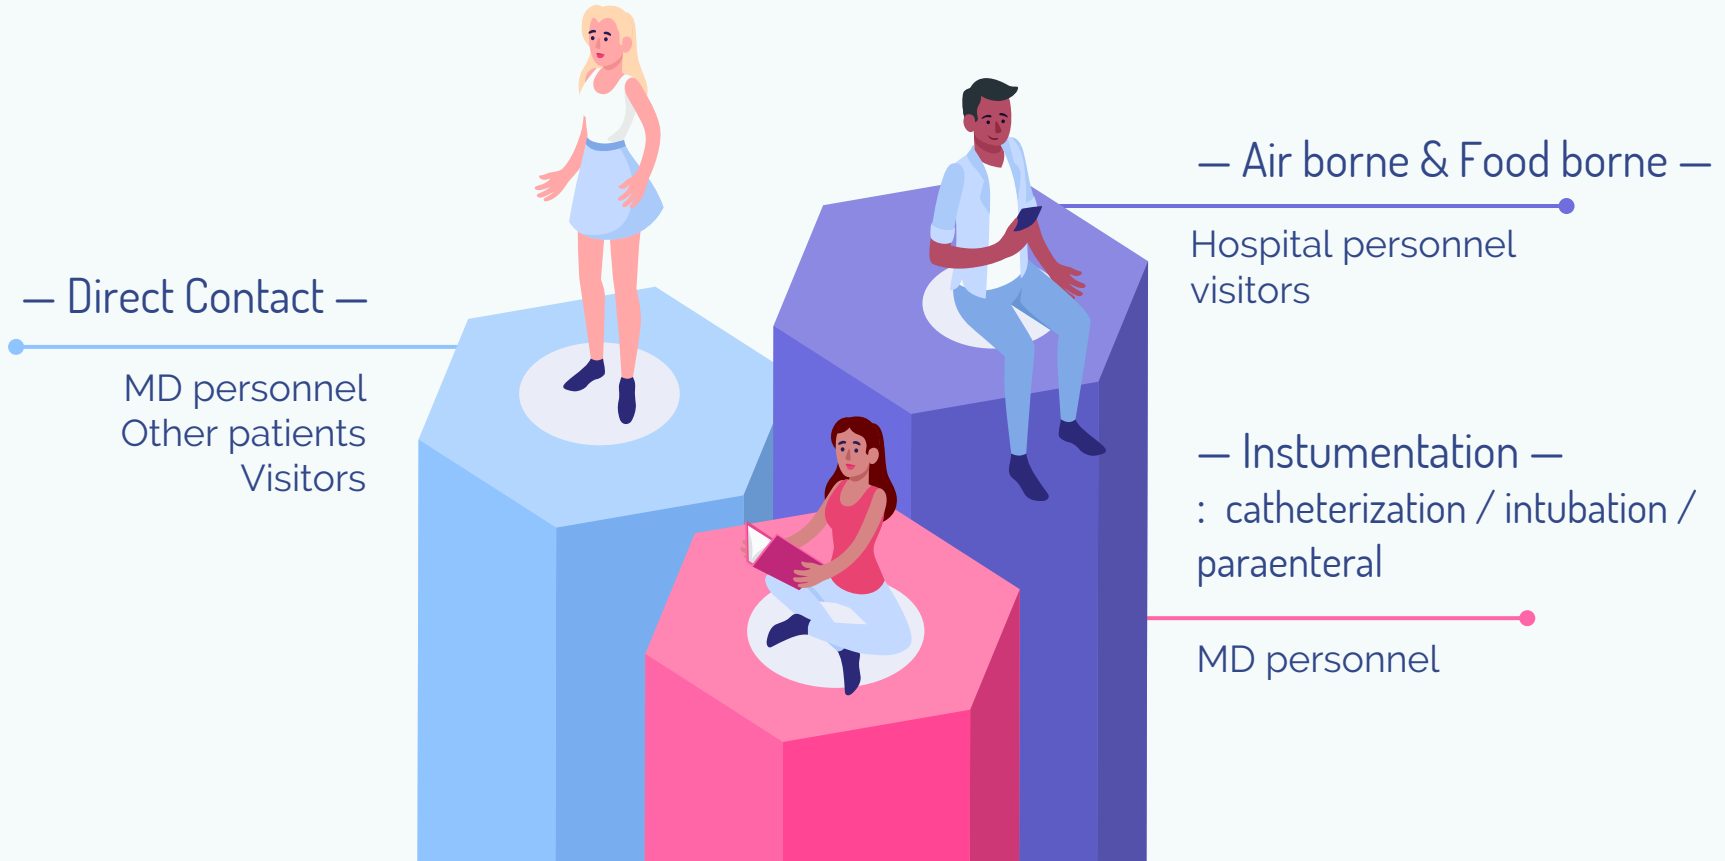 — Direct Contact —
MD personnel
Other patients
Visitors
— Air borne & Food borne —
Hospital personnel
visitors
— Instumentation —
: catheterization / intubation /
paraenteral
MD personnel